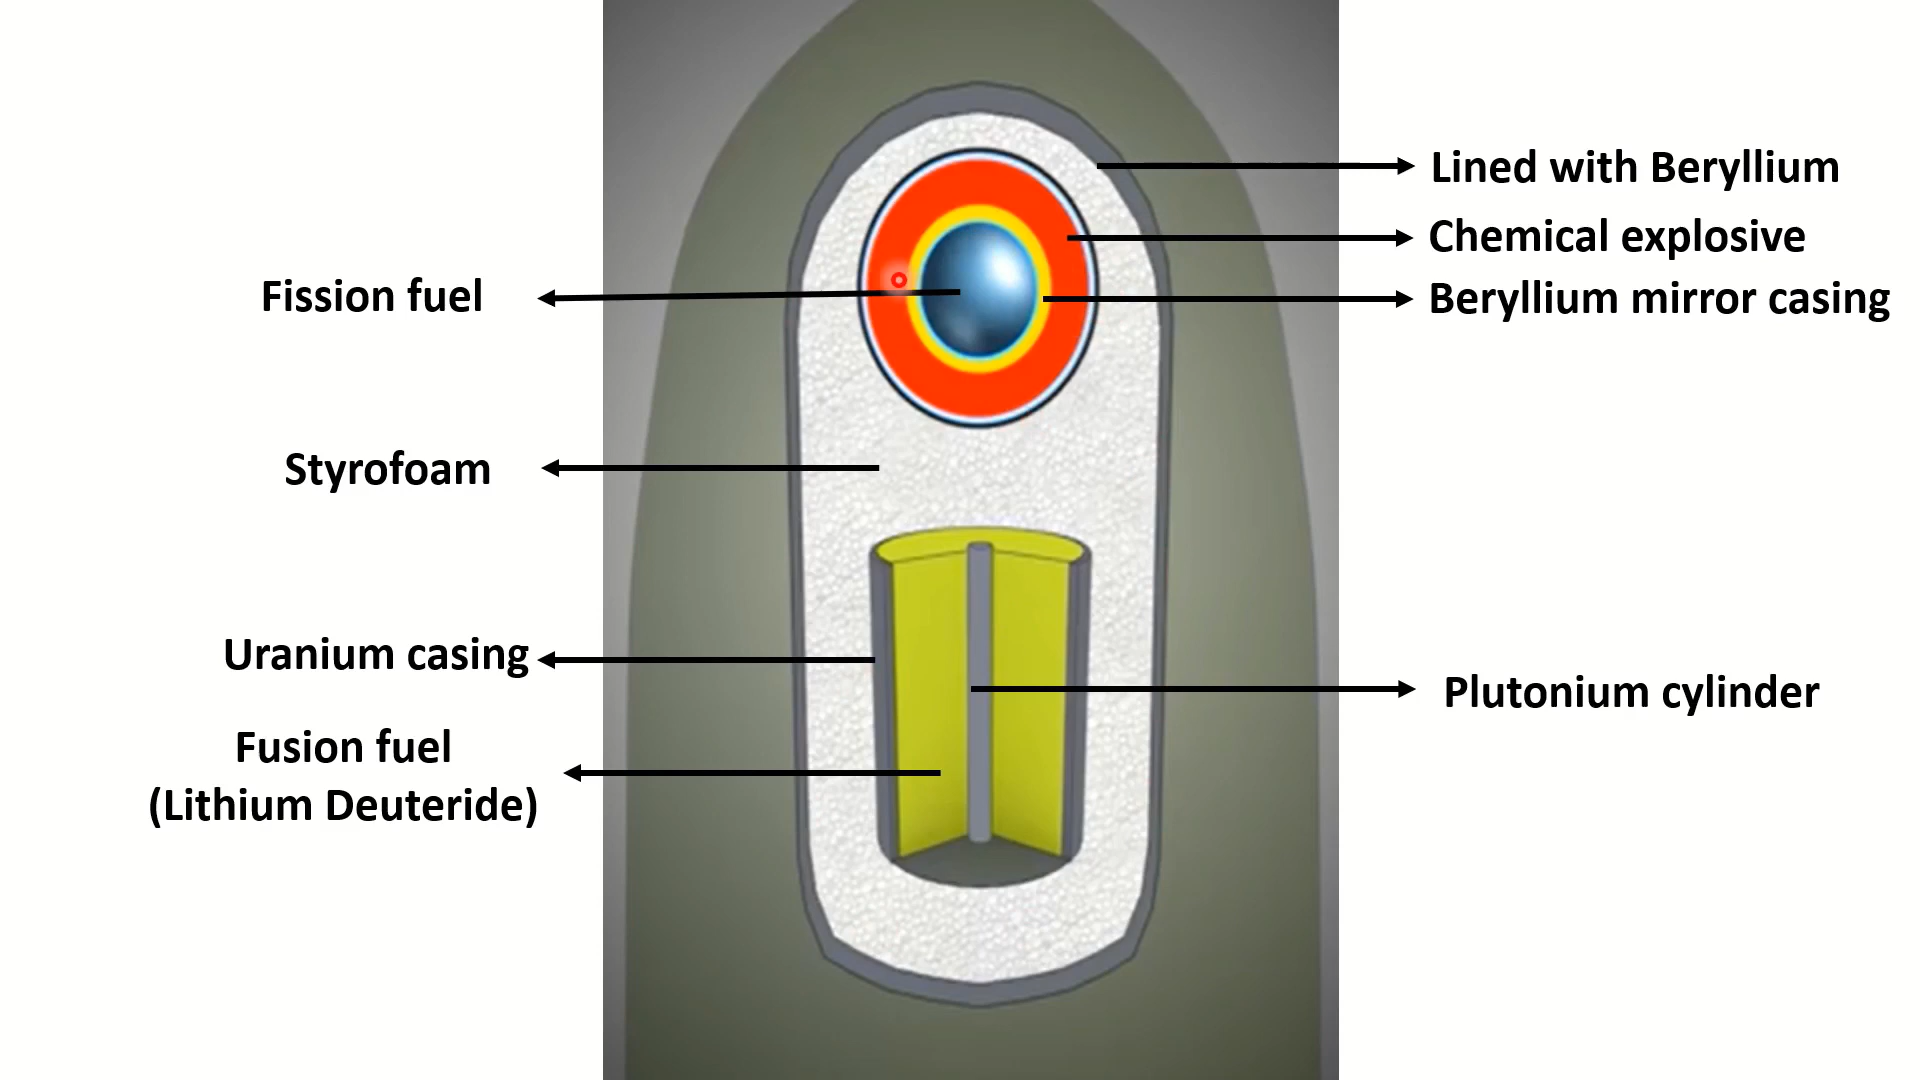 Lined with Beryllium
Chemical explosive
Fission fuel
Beryllium mirror casing
Styrofoam
Uranium casing
Plutonium cylinder
Fusion fuel
(Lithium Deuteride)